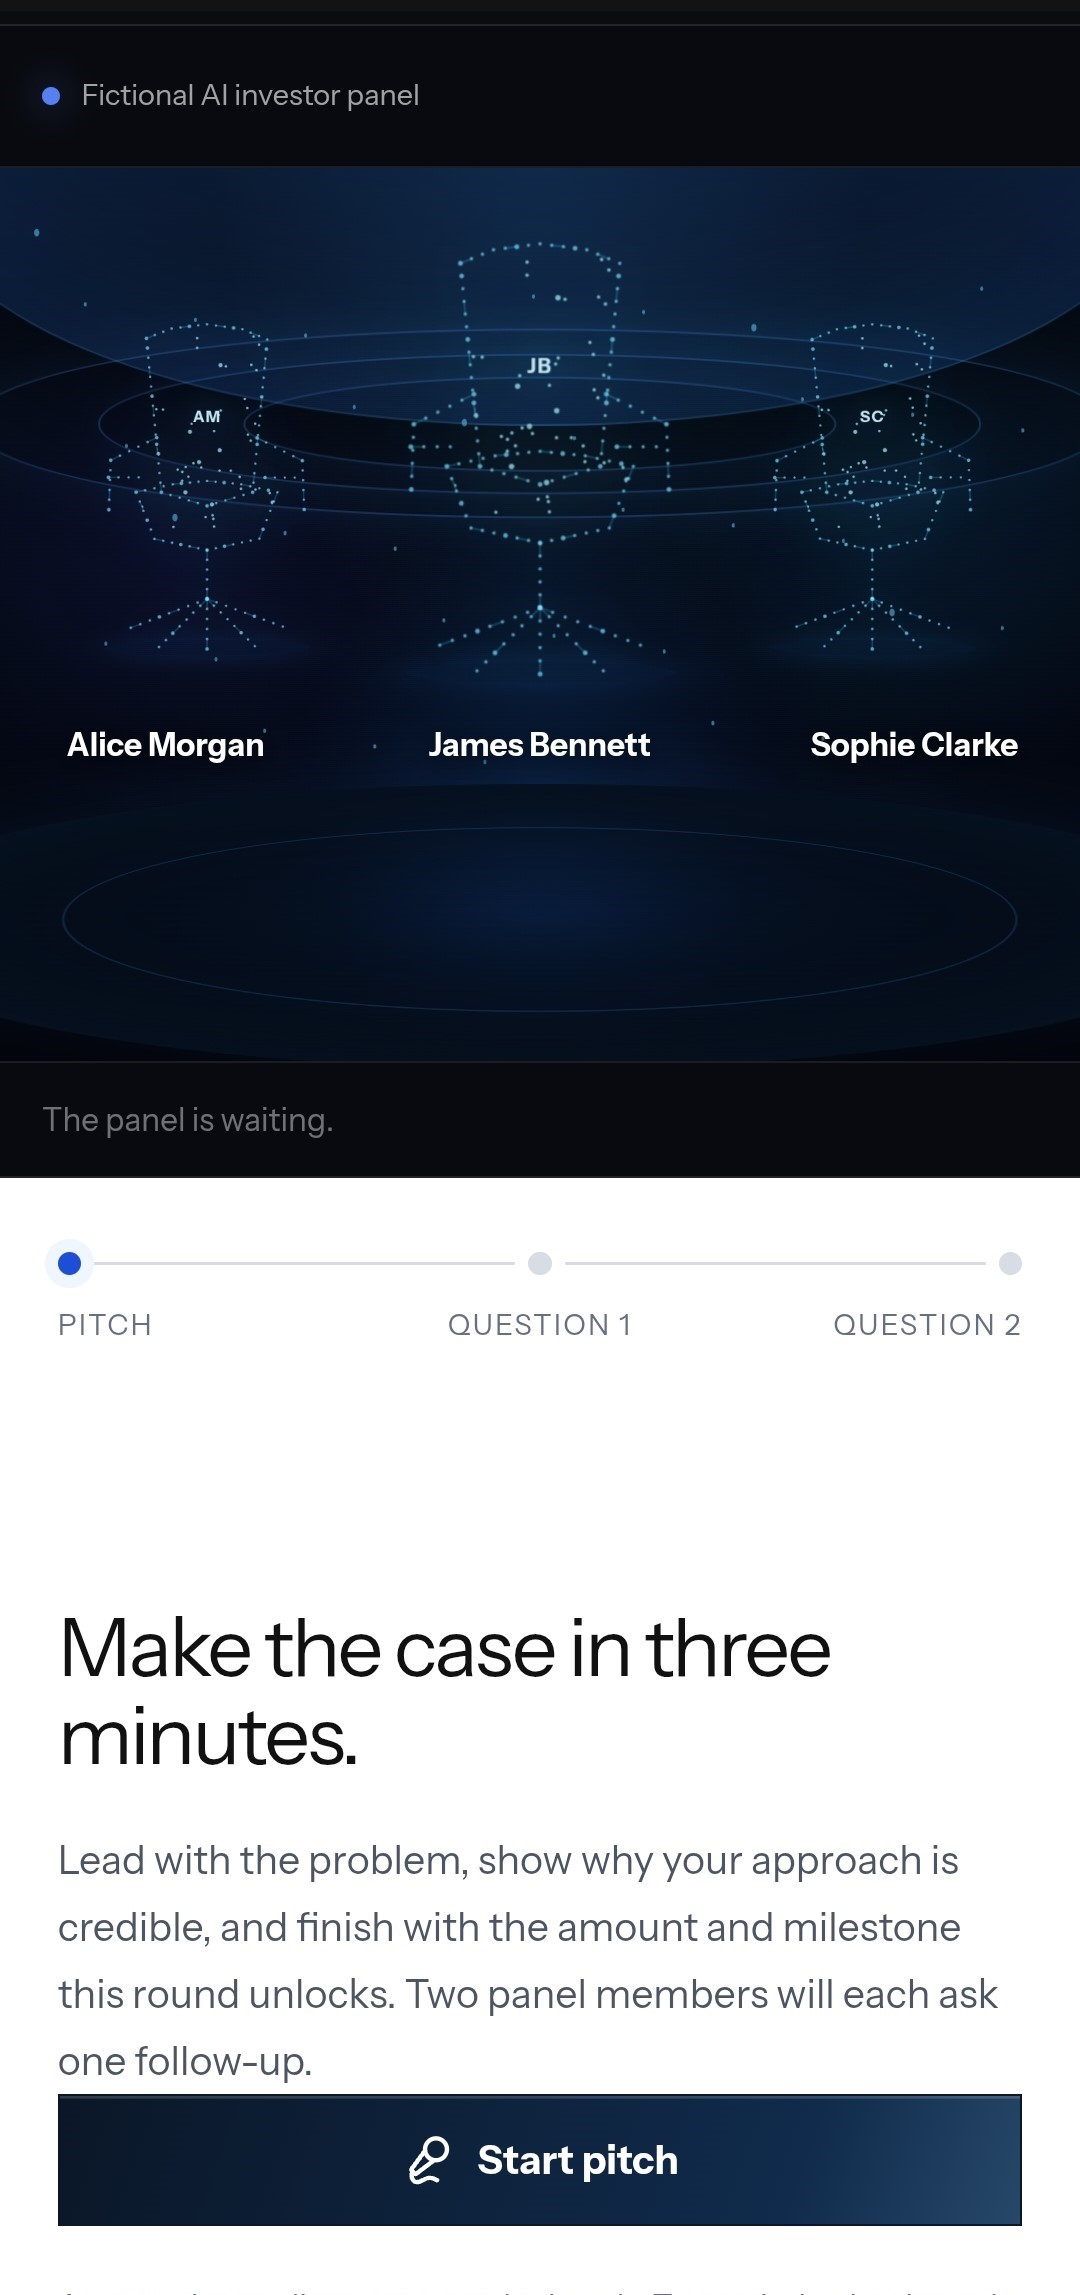 Fictional AI investor panel
JB
AM
SC
Alice Morgan
James Bennett
Sophie Clarke
The panel is waiting.
PITCH
QUESTION 1
QUESTION 2
Make the case in three
minutes.
Lead with the problem, show why your approach is
credible, and finish with the amount and milestone
this round unlocks. Two panel members will each ask
one follow-up.
Start pitch